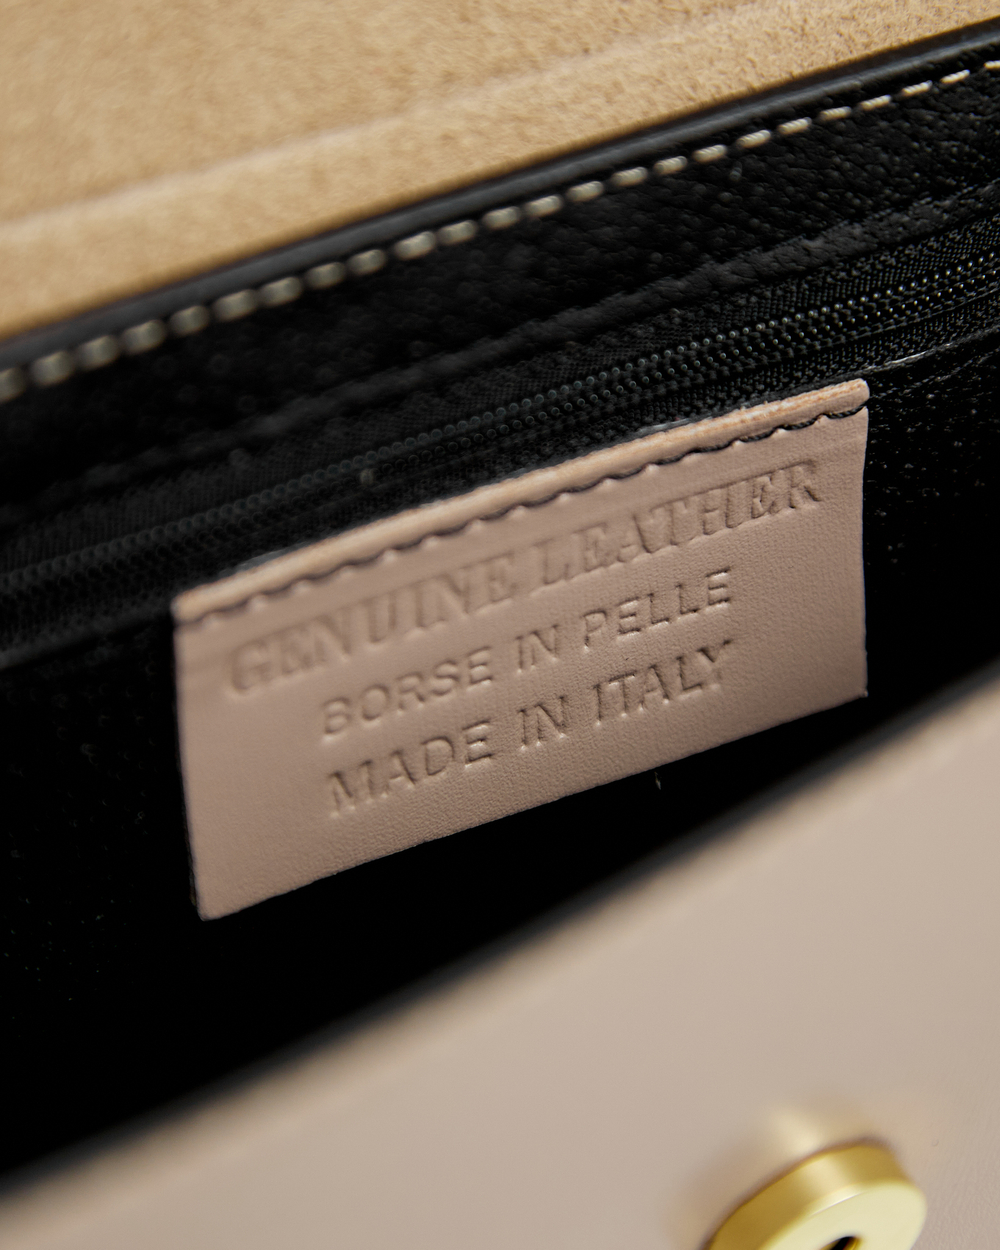 GENUINE LEATHER
BORSE IN PELLE
MADE IN ITALY